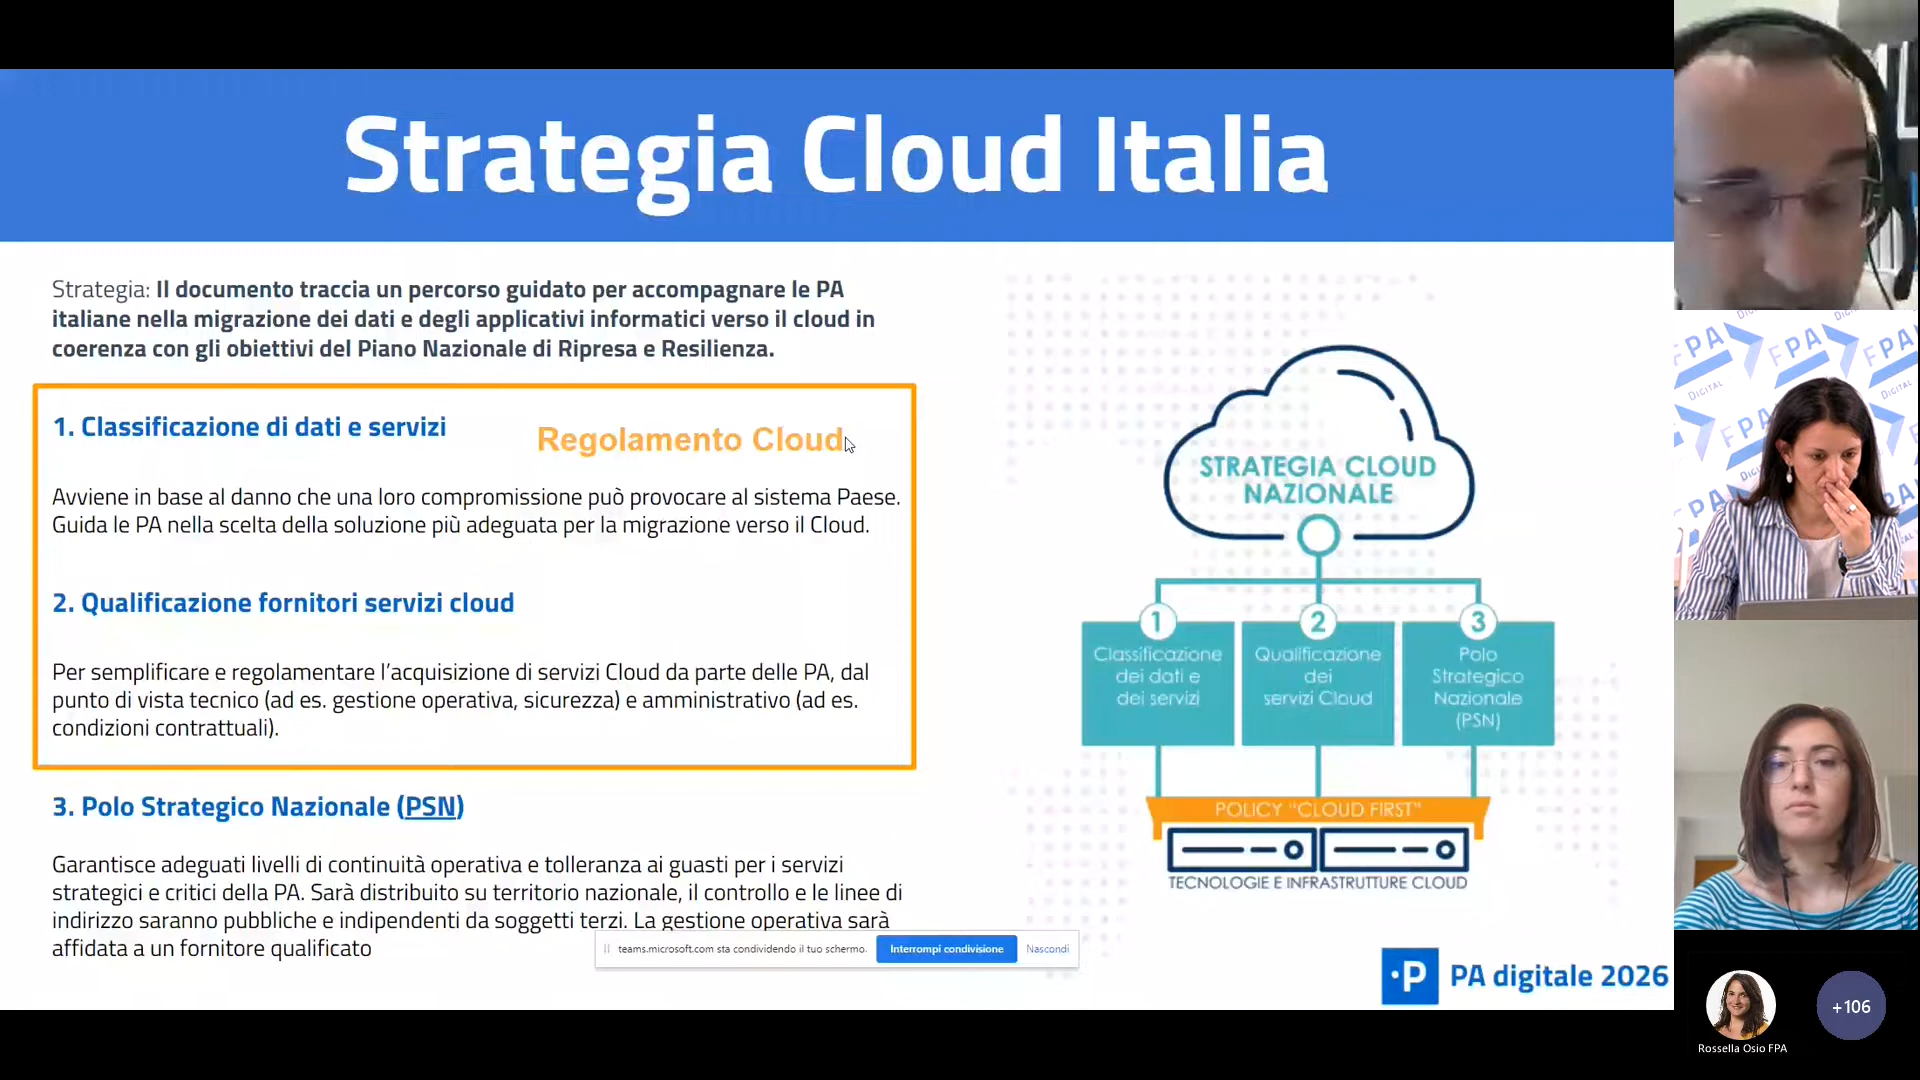 Strategia Cloud Italia
Strategia: Il documento traccia un percorso guidato per accompagnare le PA
italiane nella migrazione dei dati e degli applicativi informatici verso il cloud in
coerenza con gli obiettivi del Piano Nazionale di Ripresa e Resilienza.
1. Classificazione di dati e servizi
Regolamento Cloud
Avviene in base al danno che una loro compromissione può provocare al sistema Paese.
Guida le PA nella scelta della soluzione più adeguata per la migrazione verso il Cloud.
2. Qualificazione fornitori servizi cloud
Per semplificare e regolamentare l’acquisizione di servizi Cloud da parte delle PA, dal
punto di vista tecnico (ad es. gestione operativa, sicurezza) e amministrativo (ad es.
condizioni contrattuali).
3. Polo Strategico Nazionale (PSN)
Garantisce adeguati livelli di continuità operativa e tolleranza ai guasti per i servizi
strategici e critici della PA. Sarà distribuito su territorio nazionale, il controllo e le linee di
indirizzo saranno pubbliche e indipendenti da soggetti terzi. La gestione operativa sarà
affidata a un fornitore qualificato
teams.microsoft.com sta condividendo il tuo schermo.
Interrompi condivisione
Nascondi
STRATEGIA CLOUD
NAZIONALE
1
Classificazione
dei dati e
dei servizi
2
Qualificazione
dei
servizi Cloud
3
Polo
Strategico
Nazionale
(PSN)
POLICY "CLOUD FIRST"
TECNOLOGIE E INFRASTRUTTURE CLOUD
·P PA digitale 2026
FPA
DIGITAL
FPA
DIGITAL
FPA
Rossella Osio FPA
+106